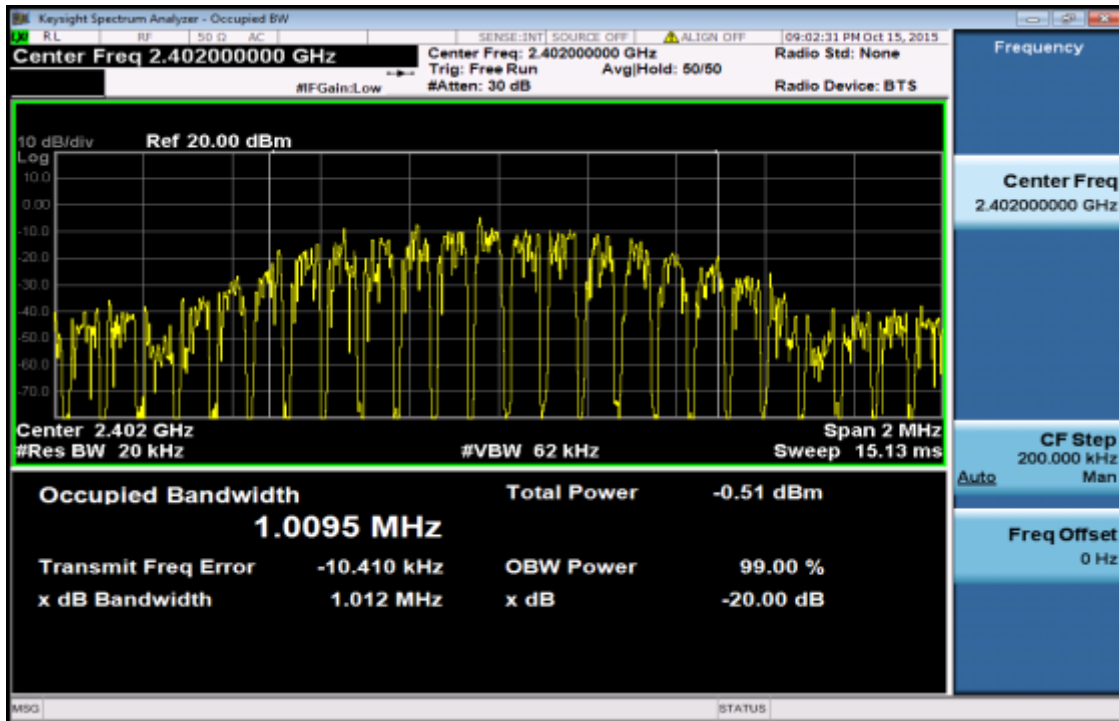 Keysight Spectrum Analyzer - Occupied BW
RL RF 50 Ω AC SENSE:INT SOURCE OFF ALIGN OFF 09:02:31 PM Oct 15, 2015
Center Freq 2.402000000 GHz
Center Freq: 2.402000000 GHz Radio Std: None
Trig: Free Run Avg|Hold: 50/50
#IFGain:Low #Atten: 30 dB Radio Device: BTS
10 dB/div Ref 20.00 dBm
Log
10.0
0.00
-10.0
-20.0
-30.0
-40.0
-50.0
-60.0
-70.0
Center 2.402 GHz Span 2 MHz
#Res BW 20 kHz #VBW 62 kHz Sweep 15.13 ms
Occupied Bandwidth Total Power -0.51 dBm
1.0095 MHz
Transmit Freq Error -10.410 kHz OBW Power 99.00 %
x dB Bandwidth 1.012 MHz x dB -20.00 dB
MSG STATUS
Frequency
Center Freq
2.402000000 GHz
CF Step
200.000 kHz
Auto Man
Freq Offset
0 Hz